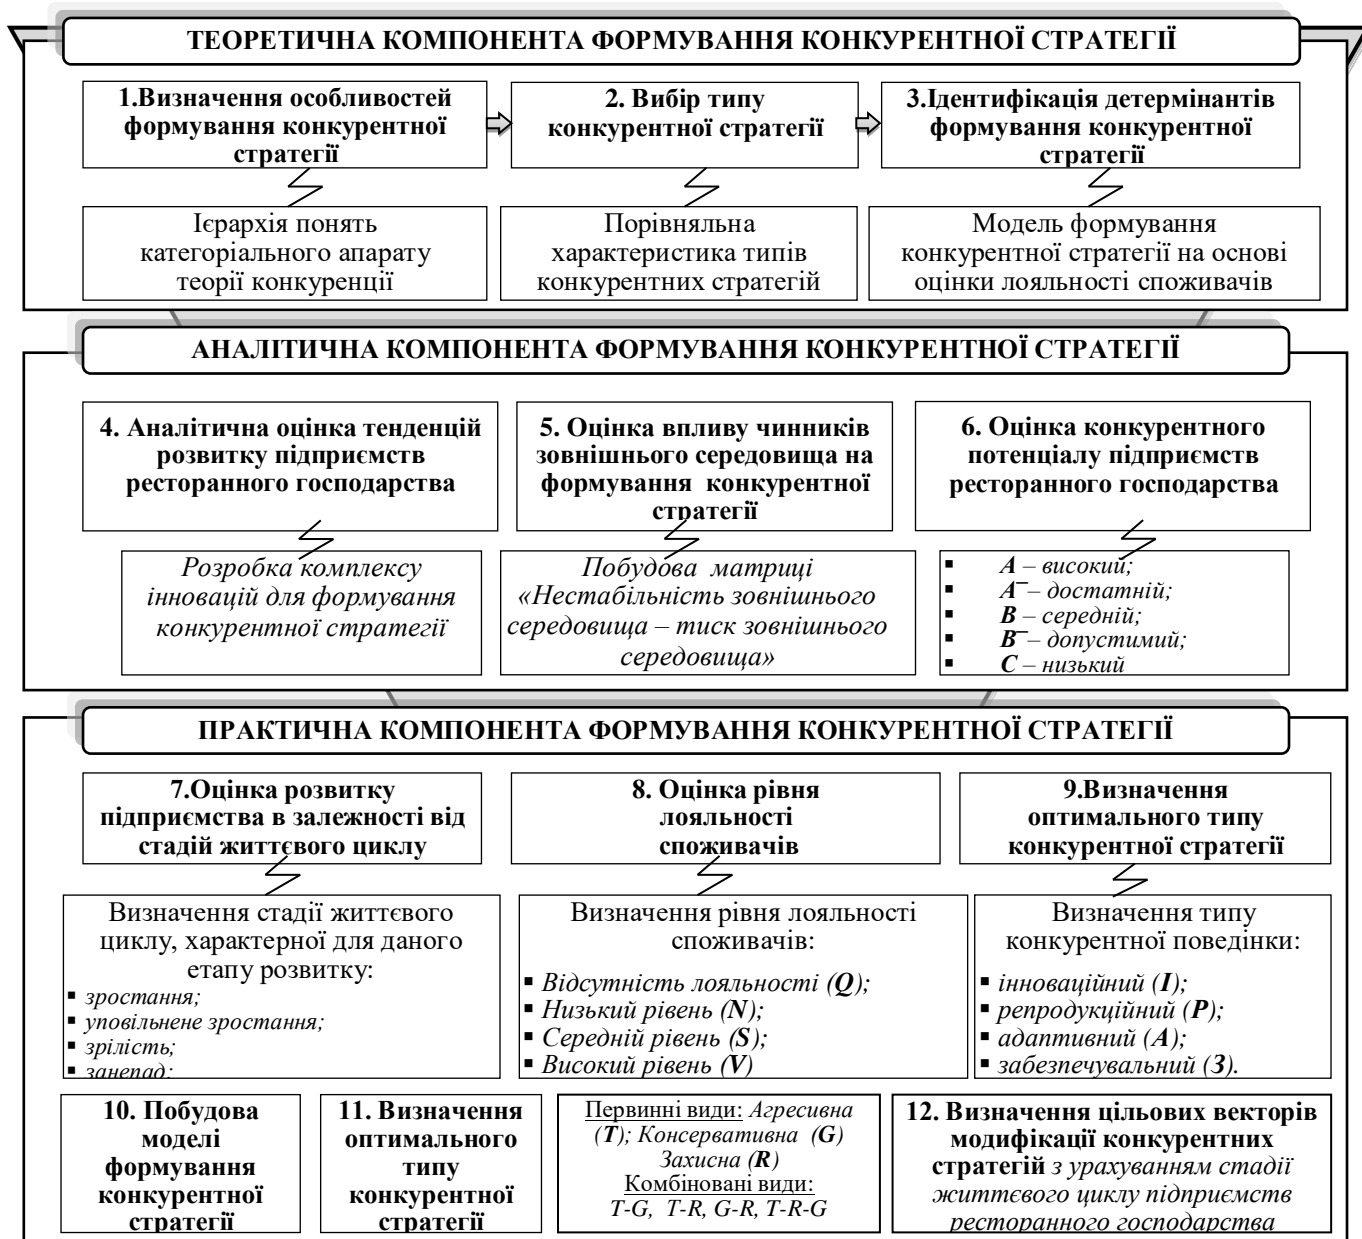 ТЕОРЕТИЧНА КОМПОНЕНТА ФОРМУВАННЯ КОНКУРЕНТНОЇ СТРАТЕГІЇ
1.Визначення особливостей
формування конкурентної
стратегії
2. Вибір типу
конкурентної стратегії
3.Ідентифікація детермінантів
формування конкурентної
стратегії
Ієрархія понять
категоріального апарату
теорії конкуренції
Порівняльна
характеристика типів
конкурентних стратегій
Модель формування
конкурентної стратегії на основі
оцінки лояльності споживачів
АНАЛІТИЧНА КОМПОНЕНТА ФОРМУВАННЯ КОНКУРЕНТНОЇ СТРАТЕГІЇ
4. Аналітична оцінка тенденцій
розвитку підприємств
ресторанного господарства
5. Оцінка впливу чинників
зовнішнього середовища на
формування конкурентної
стратегії
6. Оцінка конкурентного
потенціалу підприємств
ресторанного господарства
Розробка комплексу
інновацій для формування
конкурентної стратегії
Побудова матриці
«Нестабільність зовнішнього
середовища – тиск зовнішнього
середовища»
▪ A – високий;
▪ A¯ – достатній;
▪ B – середній;
▪ B¯ – допустимий;
▪ C – низький
ПРАКТИЧНА КОМПОНЕНТА ФОРМУВАННЯ КОНКУРЕНТНОЇ СТРАТЕГІЇ
7.Оцінка розвитку
підприємства в залежності від
стадій життєвого циклу
8. Оцінка рівня
лояльності
споживачів
9.Визначення
оптимального типу
конкурентної стратегії
Визначення стадії життєвого
циклу, характерної для даного
етапу розвитку:
▪ зростання;
▪ уповільнене зростання;
▪ зрілість;
▪ занепад;
Визначення рівня лояльності
споживачів:
▪ Відсутність лояльності (Q);
▪ Низький рівень (N);
▪ Середній рівень (S);
▪ Високий рівень (V)
Визначення типу
конкурентної поведінки:
▪ інноваційний (I);
▪ репродукційний (P);
▪ адаптивний (A);
▪ забезпечувальний (З).
10. Побудова
моделі
формування
конкурентної
стратегії
11. Визначення
оптимального
типу
конкурентної
стратегії
Первинні види: Агресивна
(T); Консервативна (G)
Захисна (R)
Комбіновані види:
T-G, T-R, G-R, T-R-G
12. Визначення цільових векторів
модифікації конкурентних
стратегій з урахуванням стадії
життєвого циклу підприємств
ресторанного господарства